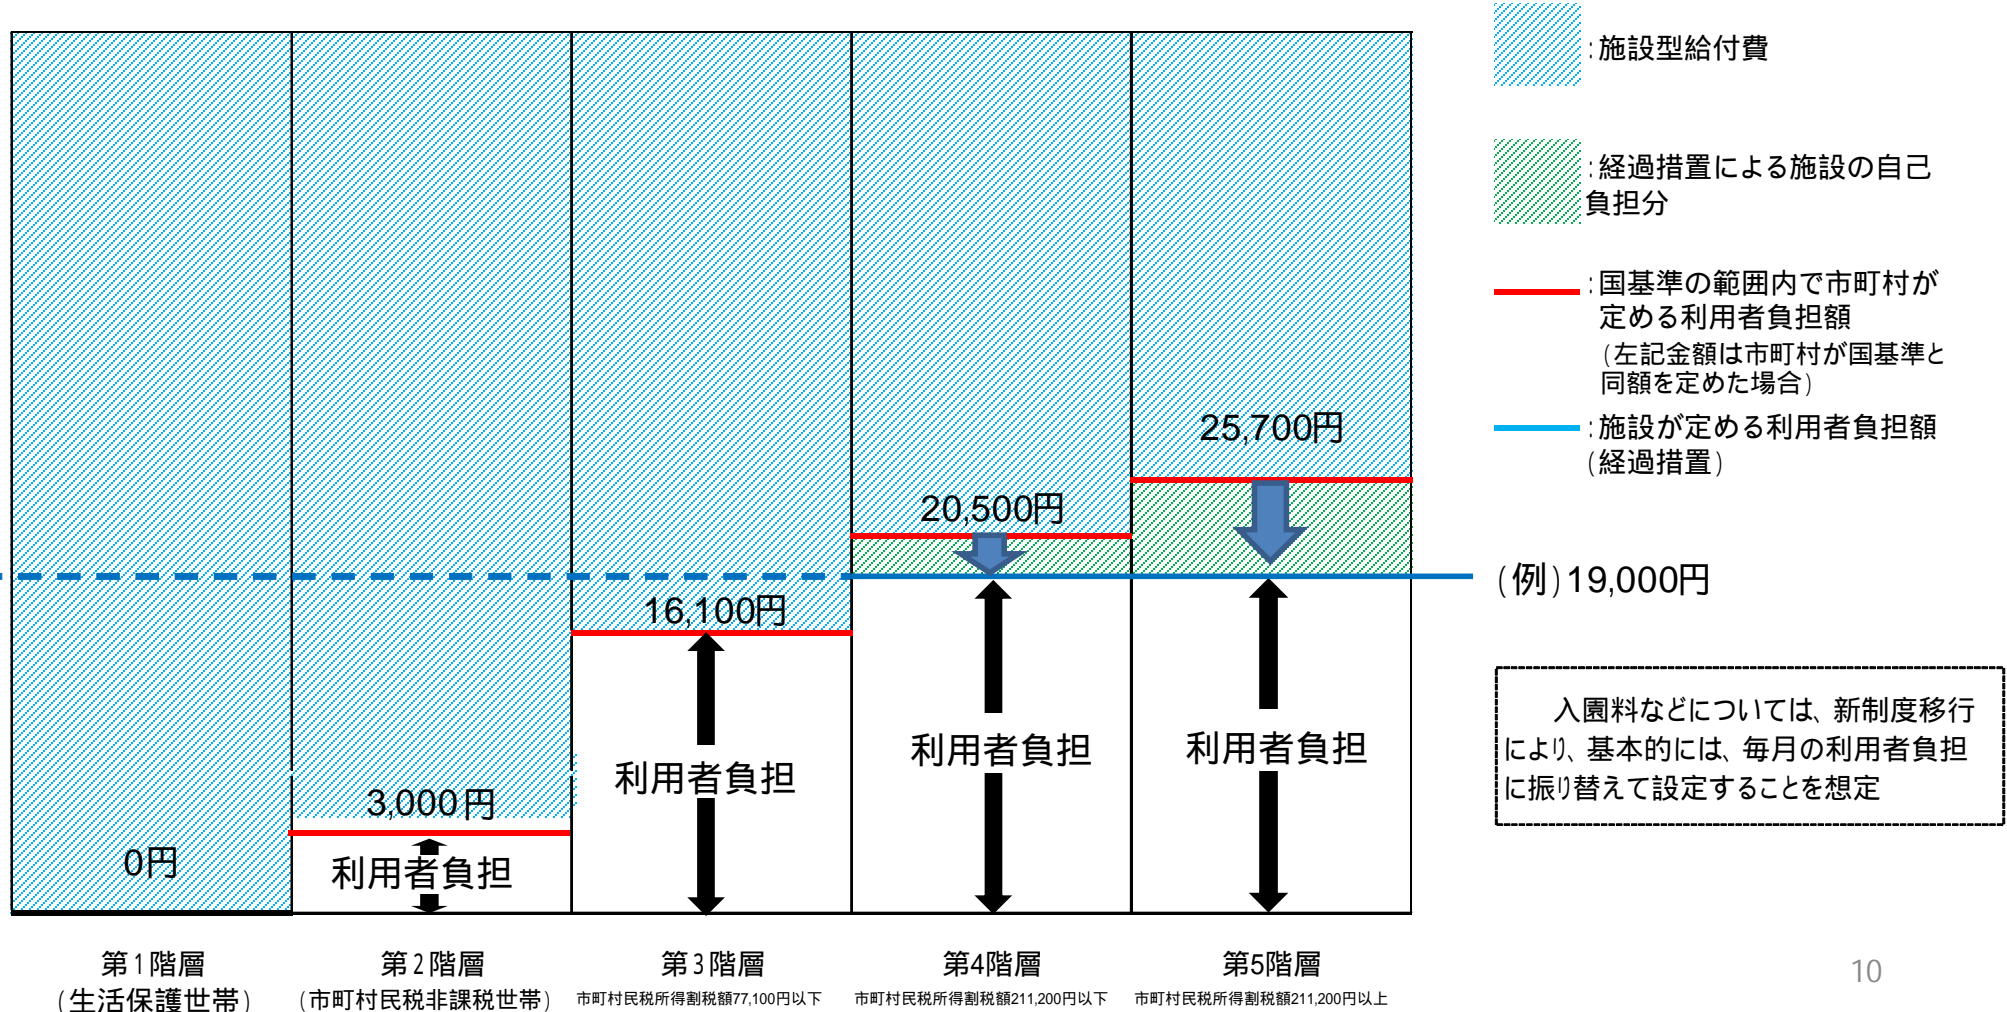 :施設型給付費
:経過措置による施設の自己
負担分
:国基準の範囲内で市町村が
定める利用者負担額
(左記金額は市町村が国基準と
同額を定めた場合)
:施設が定める利用者負担額
(経過措置)
25,700円
20,500円
(例)19,000円
16,100円
3,000円
0円
利用者負担
利用者負担
利用者負担
利用者負担
入園料などについては、新制度移行
により、基本的には、毎月の利用者負担
に振り替えて設定することを想定
第1階層
(生活保護世帯)
第2階層
(市町村民税非課税世帯)
第3階層
市町村民税所得割税額77,100円以下
第4階層
市町村民税所得割税額211,200円以下
第5階層
市町村民税所得割税額211,200円以上
10